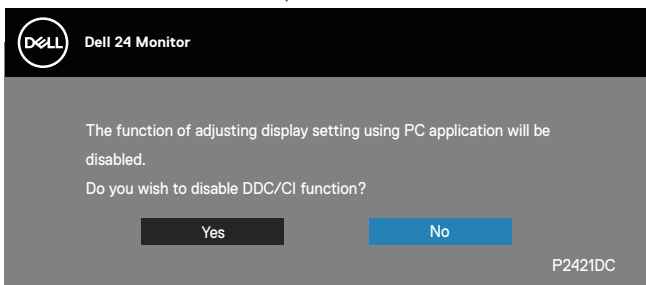 DELL
Dell 24 Monitor
The function of adjusting display setting using PC application will be
disabled.
Do you wish to disable DDC/CI function?
Yes No
P2421DC